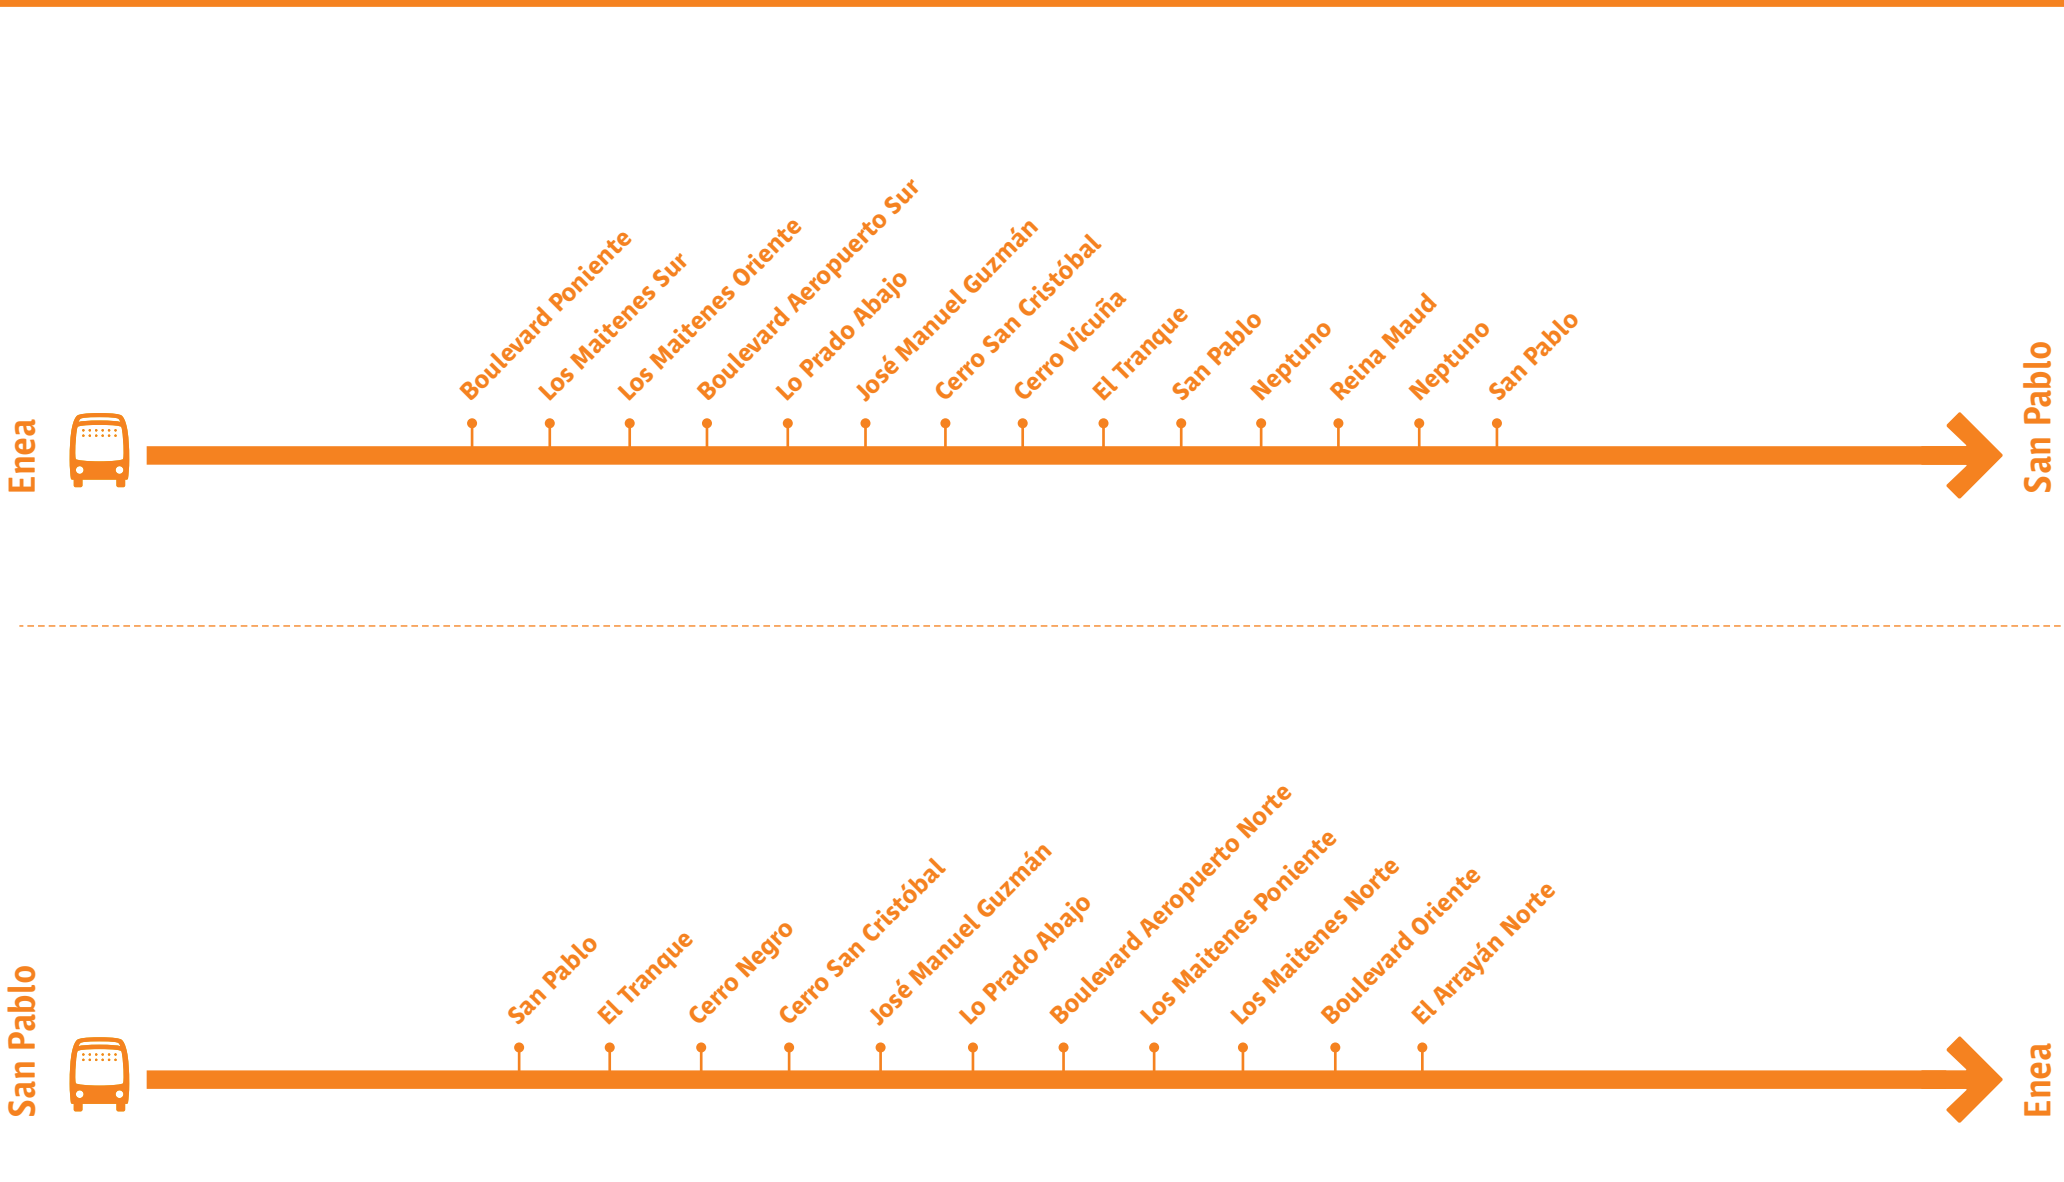 Enea
Boulevard Poniente
Los Maitenes Sur
Los Maitenes Oriente
Boulevard Aeropuerto Sur
Lo Prado Abajo
José Manuel Guzmán
Cerro San Cristóbal
Cerro Vicuña
El Tranque
San Pablo
Neptuno
Reina Maud
Neptuno
San Pablo
San Pablo
San Pablo
San Pablo
El Tranque
Cerro Negro
Cerro San Cristóbal
José Manuel Guzmán
Lo Prado Abajo
Boulevard Aeropuerto Norte
Los Maitenes Poniente
Los Maitenes Norte
Boulevard Oriente
El Arrayán Norte
Enea